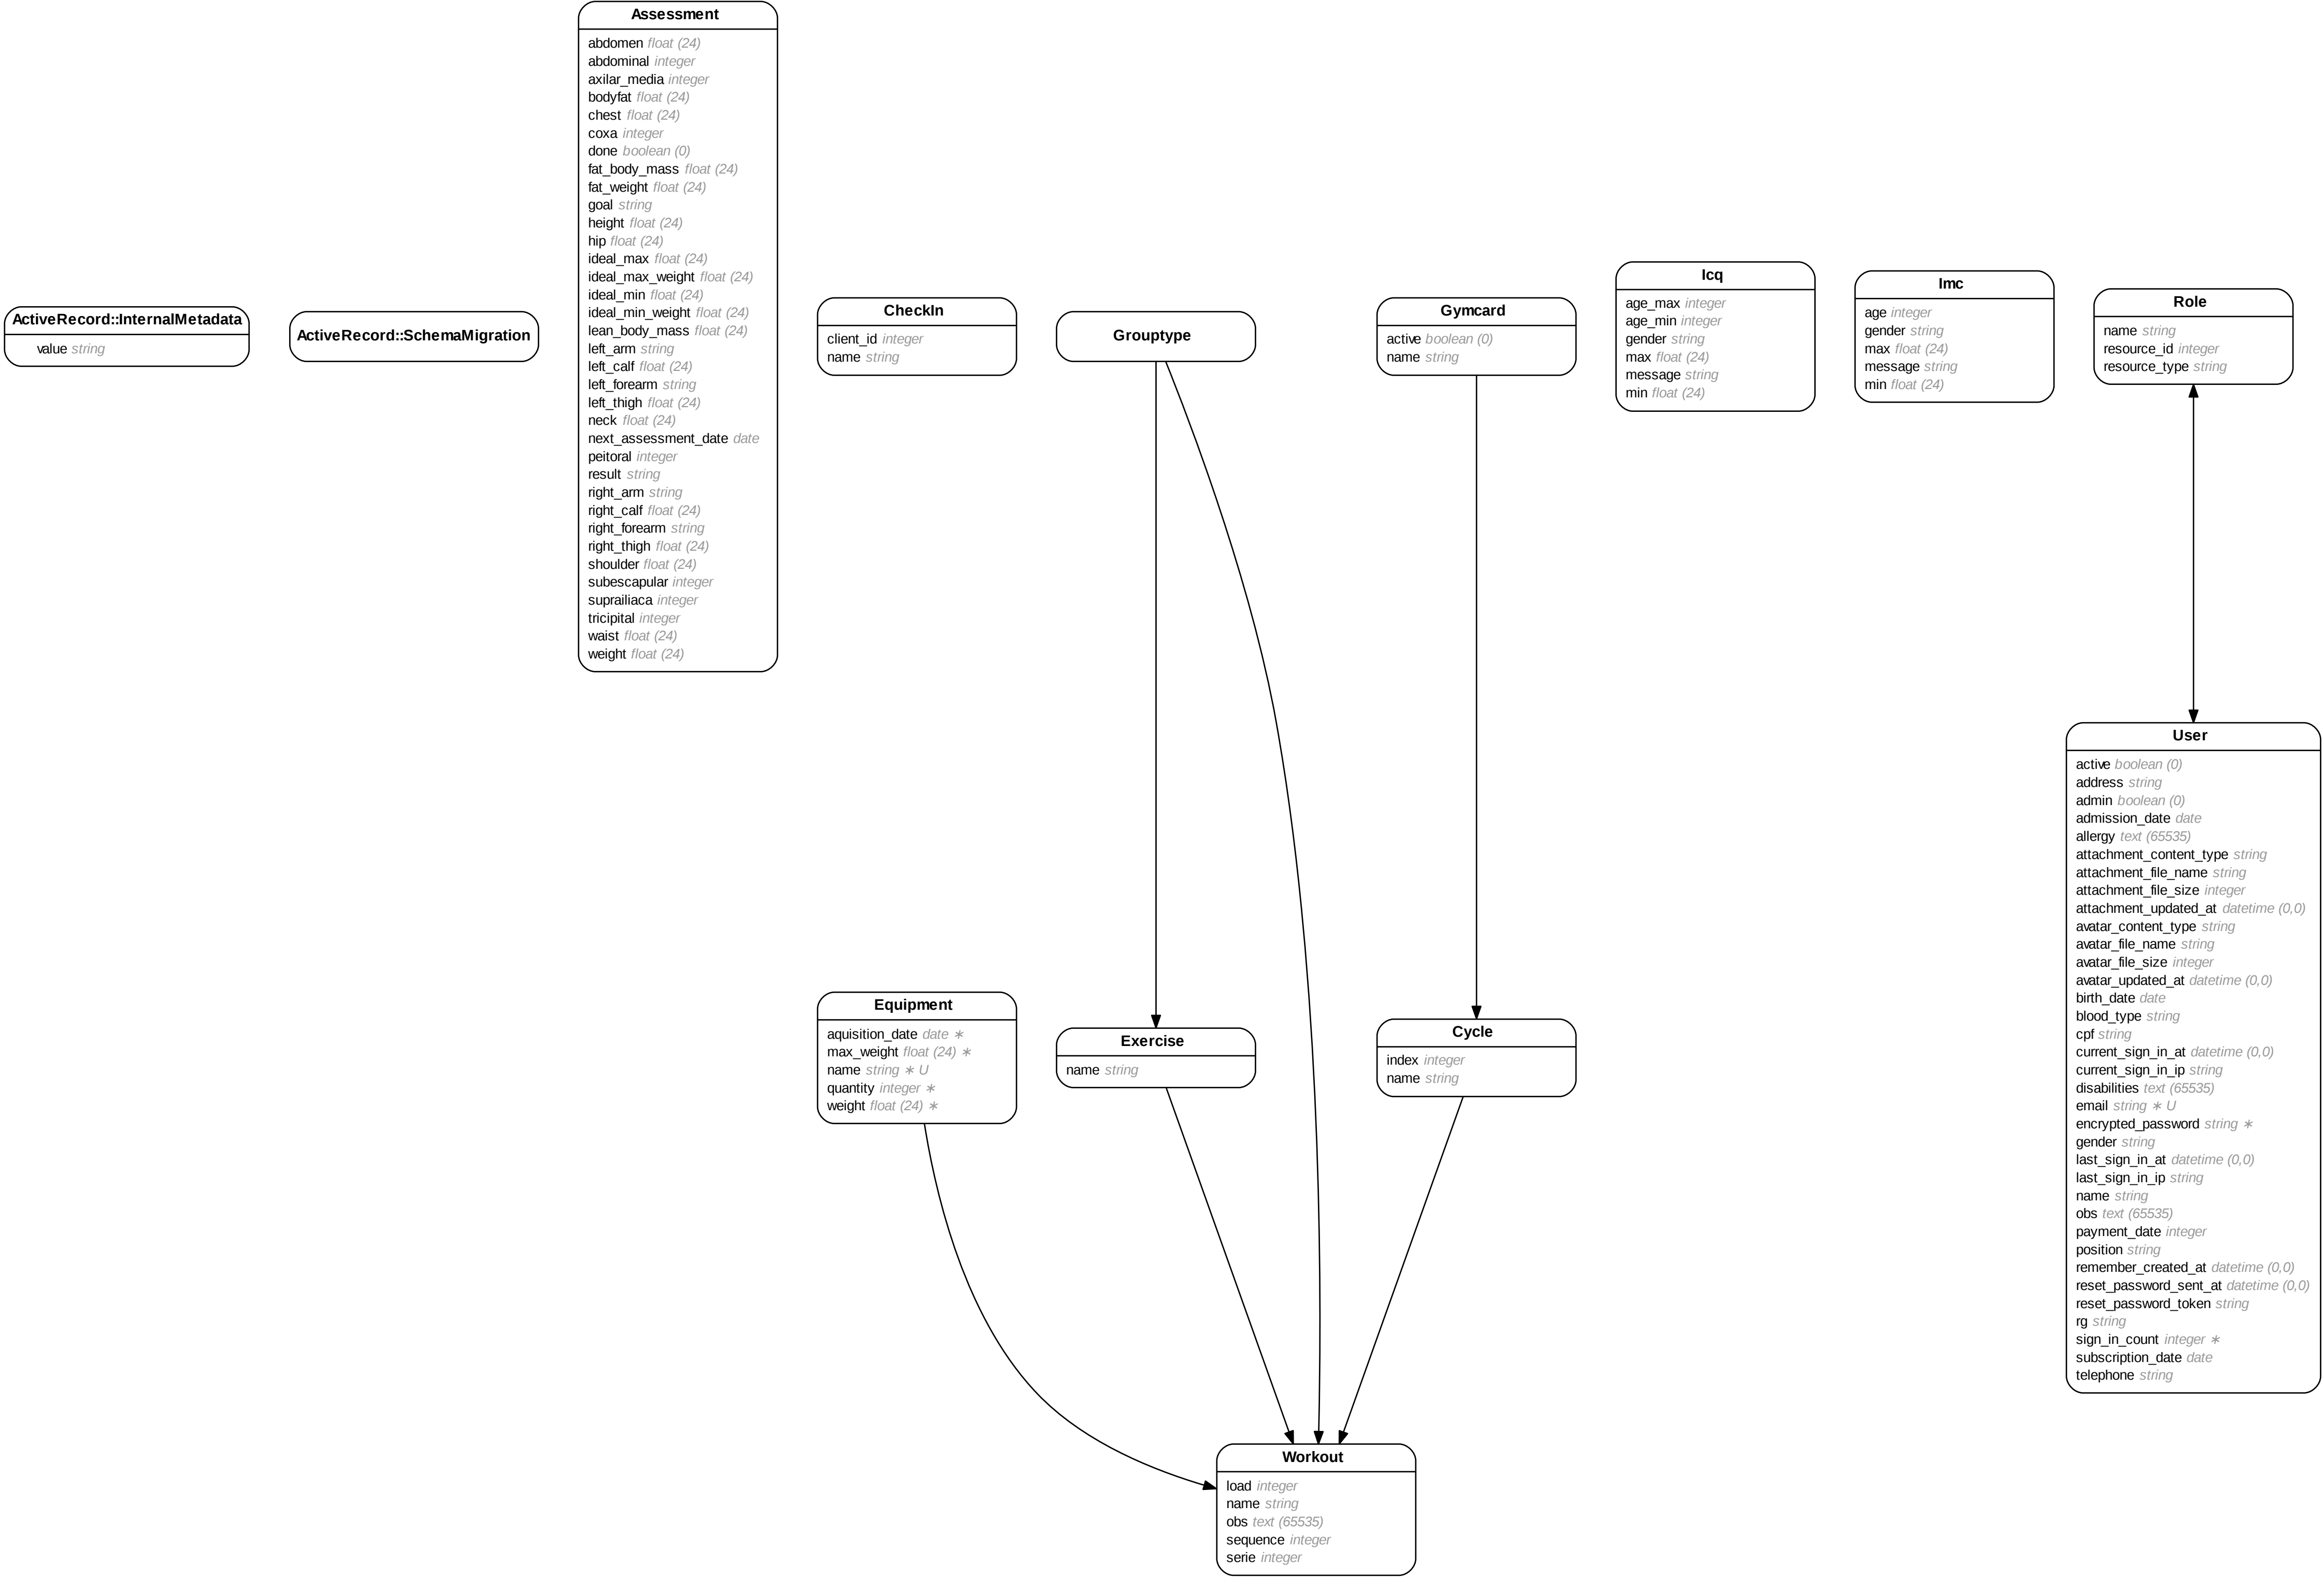 ActiveRecord::InternalMetadata
value string
ActiveRecord::SchemaMigration
Assessment
abdomen float (24)
abdominal integer
axilar_media integer
bodyfat float (24)
chest float (24)
coxa integer
done boolean (0)
fat_body_mass float (24)
fat_weight float (24)
goal string
height float (24)
hip float (24)
ideal_max float (24)
ideal_max_weight float (24)
ideal_min float (24)
ideal_min_weight float (24)
lean_body_mass float (24)
left_arm string
left_calf float (24)
left_forearm string
left_thigh float (24)
neck float (24)
next_assessment_date date
peitoral integer
result string
right_arm string
right_calf float (24)
right_forearm string
right_thigh float (24)
shoulder float (24)
subescapular integer
suprailiaca integer
tricipital integer
waist float (24)
weight float (24)
CheckIn
client_id integer
name string
Grouptype
Gymcard
active boolean (0)
name string
Icq
age_max integer
age_min integer
gender string
max float (24)
message string
min float (24)
Imc
age integer
gender string
max float (24)
message string
min float (24)
Role
name string
resource_id integer
resource_type string
Equipment
aquisition_date date ∗
max_weight float (24) ∗
name string ∗ U
quantity integer ∗
weight float (24) ∗
Exercise
name string
Cycle
index integer
name string
User
active boolean (0)
address string
admin boolean (0)
admission_date date
allergy text (65535)
attachment_content_type string
attachment_file_name string
attachment_file_size integer
attachment_updated_at datetime (0,0)
avatar_content_type string
avatar_file_name string
avatar_file_size integer
avatar_updated_at datetime (0,0)
birth_date date
blood_type string
cpf string
current_sign_in_at datetime (0,0)
current_sign_in_ip string
disabilities text (65535)
email string ∗ U
encrypted_password string ∗
gender string
last_sign_in_at datetime (0,0)
last_sign_in_ip string
name string
obs text (65535)
payment_date integer
position string
remember_created_at datetime (0,0)
reset_password_sent_at datetime (0,0)
reset_password_token string
rg string
sign_in_count integer ∗
subscription_date date
telephone string
Workout
load integer
name string
obs text (65535)
sequence integer
serie integer